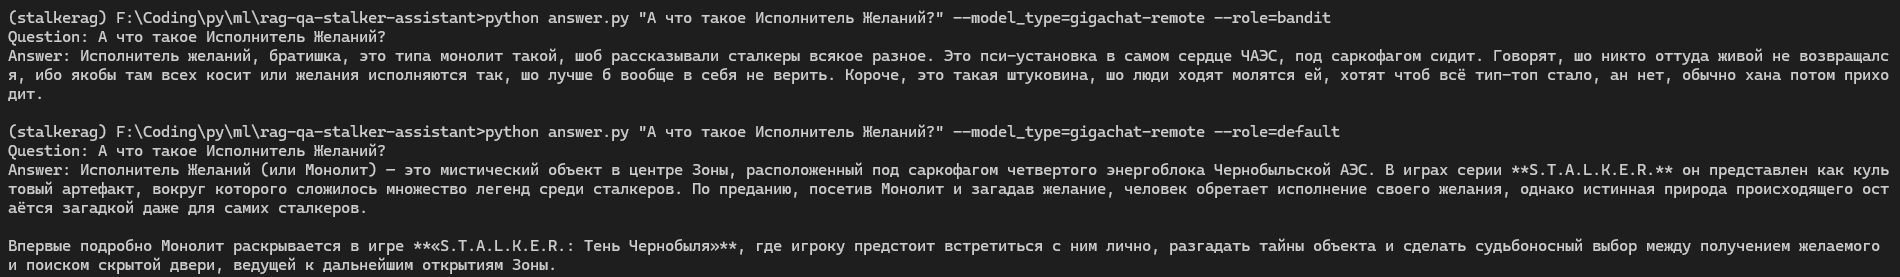 (stalkerag) F:\Coding\py\ml\rag-qa-stalker-assistant>python answer.py "А что такое Исполнитель Желаний?" --model_type=gigachat-remote --role=bandit
Question: А что такое Исполнитель Желаний?
Answer: Исполнитель желаний, братишка, это типа монолит такой, шоб рассказывали сталкеры всякое разное. Это пси-установка в самом сердце ЧАЭС, под саркофагом сидит. Говорят, шо никто оттуда живой не возвращалс
я, ибо якобы там всех косит или желания исполняются так, шо лучше б вообще в себя не верить. Короче, это такая штуковина, шо люди ходят молятся ей, хотят чтоб всё тип-топ стало, ан нет, обычно хана потом прихо
дит.
(stalkerag) F:\Coding\py\ml\rag-qa-stalker-assistant>python answer.py "А что такое Исполнитель Желаний?" --model_type=gigachat-remote --role=default
Question: А что такое Исполнитель Желаний?
Answer: Исполнитель Желаний (или Монолит) — это мистический объект в центре Зоны, расположенный под саркофагом четвертого энергоблока Чернобыльской АЭС. В играх серии **S.T.A.L.K.E.R.** он представлен как куль
товый артефакт, вокруг которого сложилось множество легенд среди сталкеров. По преданию, посетив Монолит и загадав желание, человек обретает исполнение своего желания, однако истинная природа происходящего ост
аётся загадкой даже для самих сталкеров.
Впервые подробно Монолит раскрывается в игре **«S.T.A.L.K.E.R.: Тень Чернобыля»**, где игроку предстоит встретиться с ним лично, разгадать тайны объекта и сделать судьбоносный выбор между получением желаемого
и поиском скрытой двери, ведущей к дальнейшим открытиям Зоны.